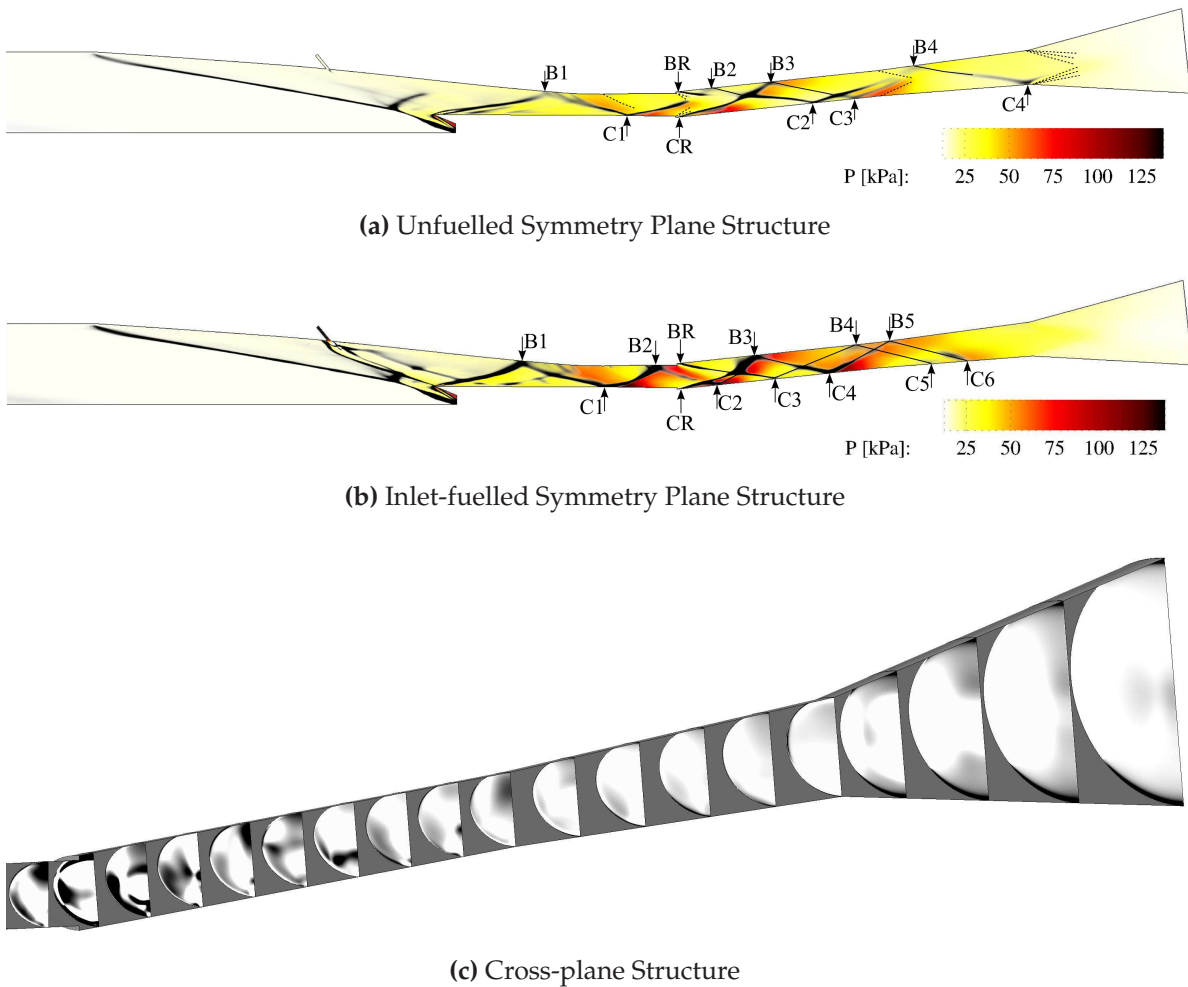 B1 BR B2 B3 B4
C1 CR C2 C3 C4
P [kPa]: 25 50 75 100 125
(a) Unfuelled Symmetry Plane Structure
B1 B2 BR B3 B4 B5
C1 CR C2 C3 C4 C5 C6
P [kPa]: 25 50 75 100 125
(b) Inlet-fuelled Symmetry Plane Structure
(c) Cross-plane Structure